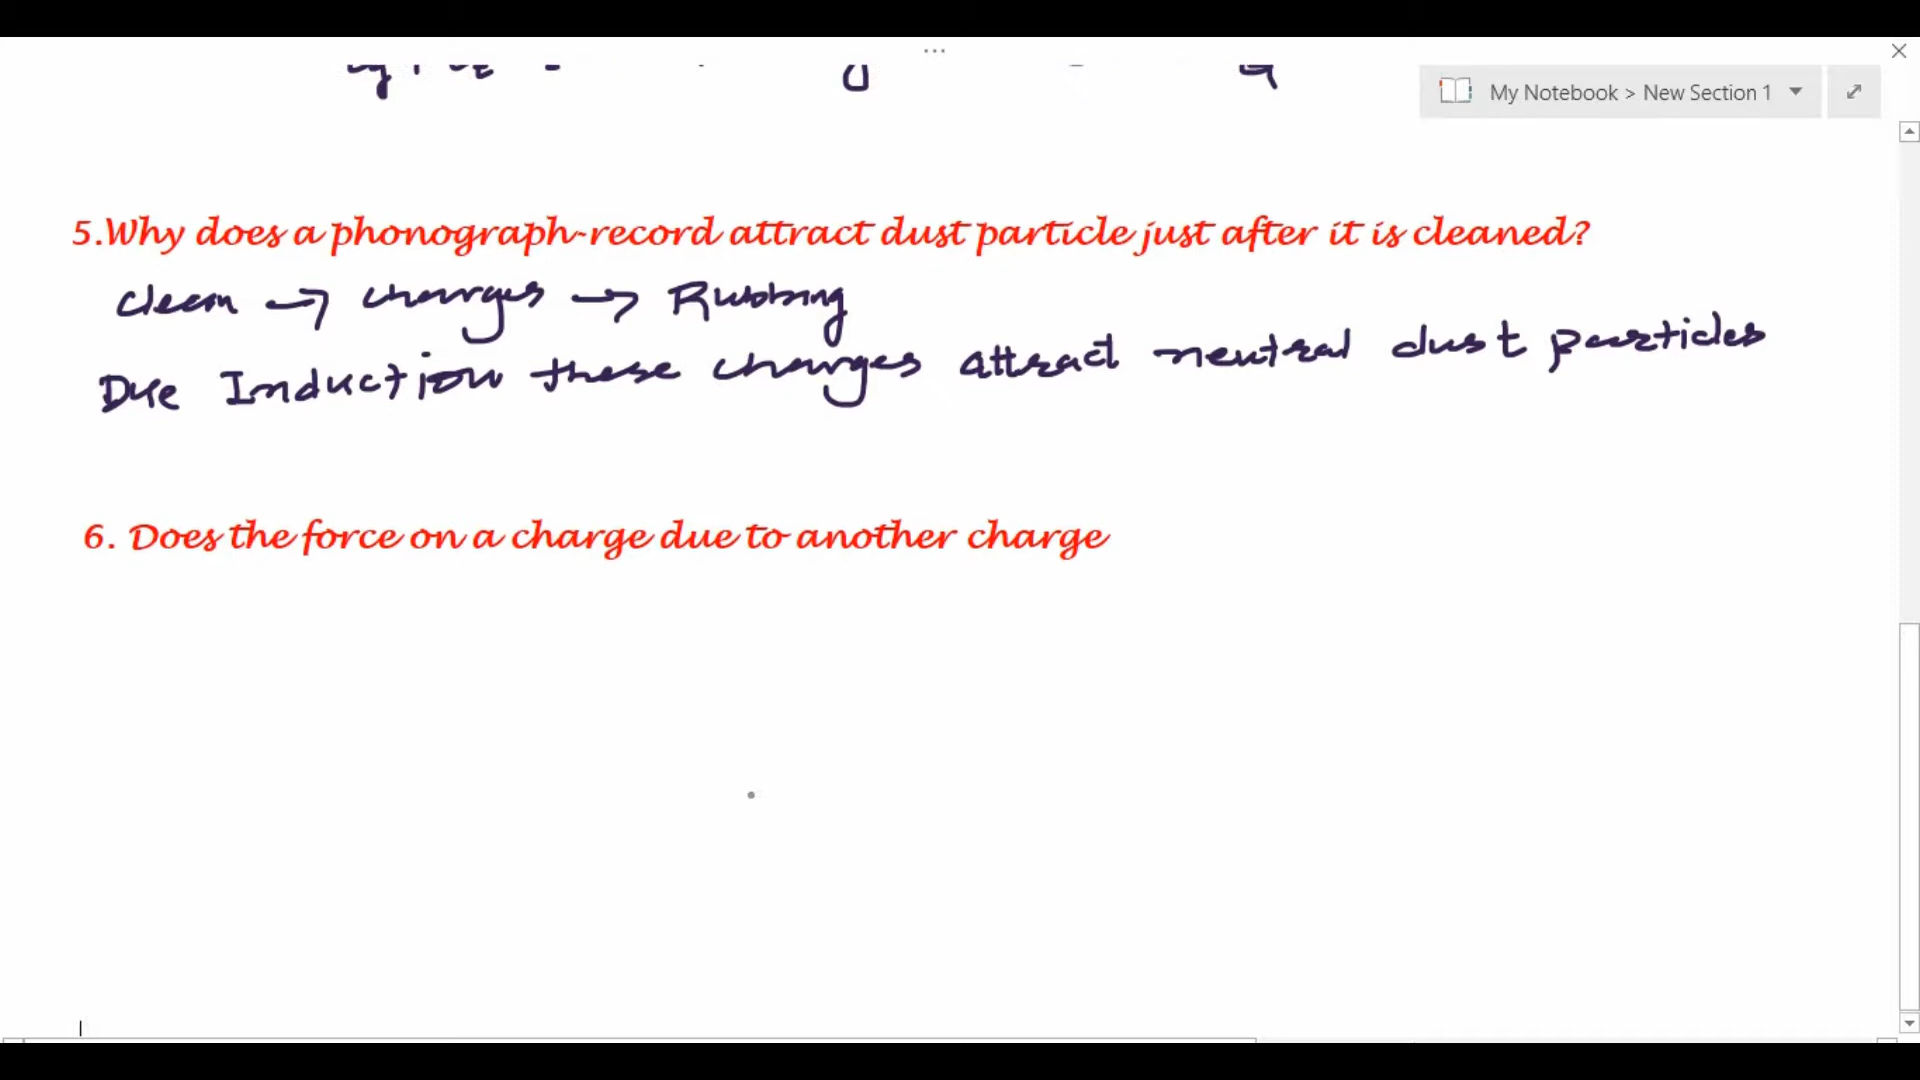 My Notebook > New Section 1
5.Why does a phonograph-record attract dust particle just after it is cleaned?
clean → charges → Rubbing
Due Induction these charges attract neutral dust particles
6. Does the force on a charge due to another charge